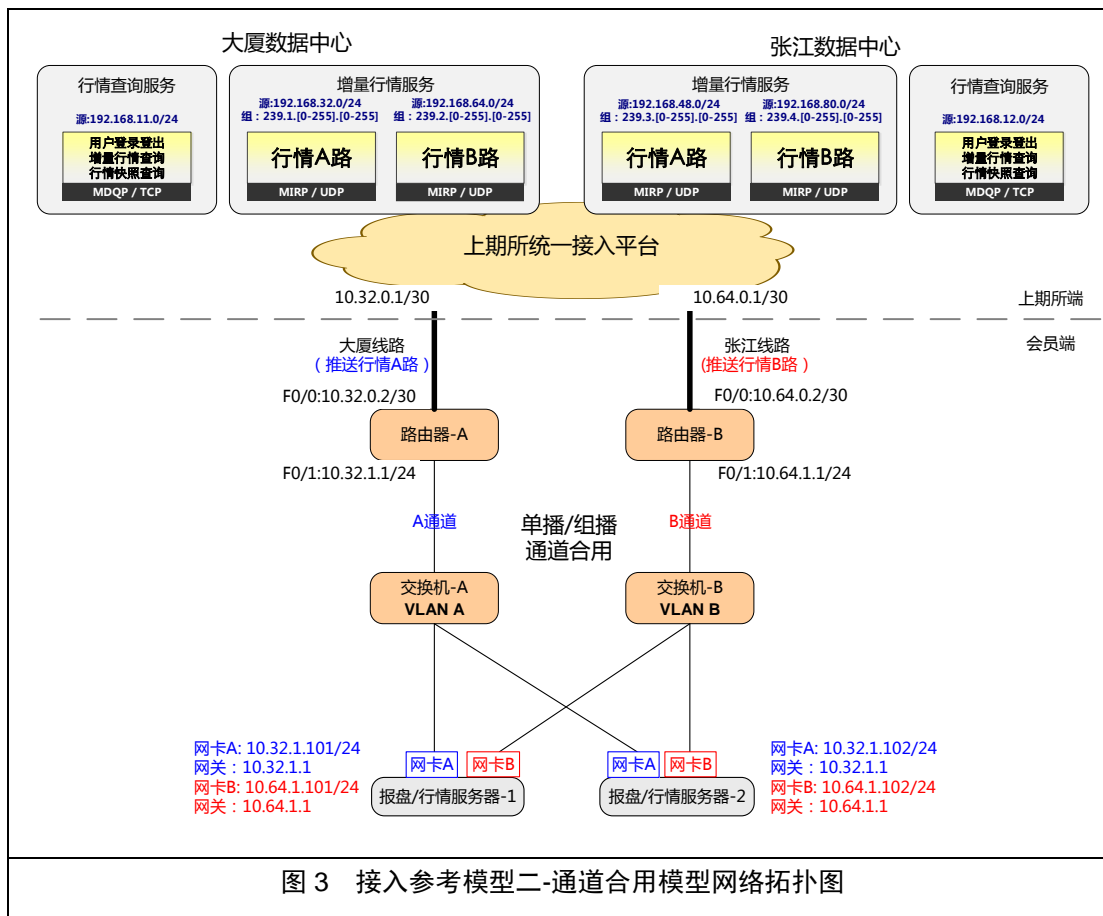 大厦数据中心
张江数据中心
行情查询服务
源:192.168.11.0/24
用户登录登出
增量行情查询
行情快照查询
MDQP / TCP
增量行情服务
源:192.168.32.0/24
组：239.1.[0-255].[0-255]
行情A路
MIRP / UDP
源:192.168.64.0/24
组：239.2.[0-255].[0-255]
行情B路
MIRP / UDP
增量行情服务
源:192.168.48.0/24
组：239.3.[0-255].[0-255]
行情A路
MIRP / UDP
源:192.168.80.0/24
组：239.4.[0-255].[0-255]
行情B路
MIRP / UDP
行情查询服务
源:192.168.12.0/24
用户登录登出
增量行情查询
行情快照查询
MDQP / TCP
上期所统一接入平台
10.32.0.1/30
10.64.0.1/30
上期所端
会员端
大厦线路
（推送行情A路）
张江线路
(推送行情B路）
F0/0:10.32.0.2/30
F0/0:10.64.0.2/30
路由器-A
路由器-B
F0/1:10.32.1.1/24
F0/1:10.64.1.1/24
A通道
单播/组播
通道合用
B通道
交换机-A
VLAN A
交换机-B
VLAN B
网卡A: 10.32.1.101/24
网关：10.32.1.1
网卡B: 10.64.1.101/24
网关：10.64.1.1
网卡A
网卡B
报盘/行情服务器-1
网卡A
网卡B
报盘/行情服务器-2
网卡A: 10.32.1.102/24
网关：10.32.1.1
网卡B: 10.64.1.102/24
网关：10.64.1.1
图 3 接入参考模型二-通道合用模型网络拓扑图